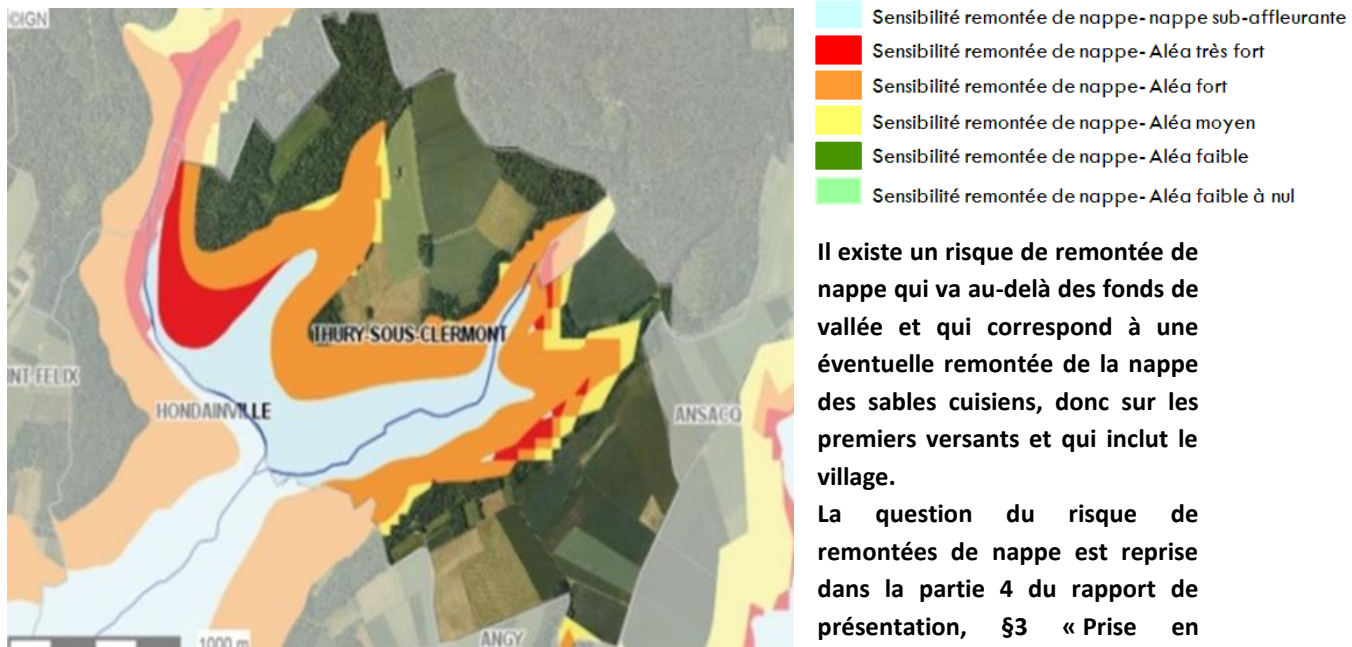 ©IGN
THURY-SOUS-CLERMONT
INT-FELIX
HONDAINVILLE
ANSACQ
1000 m
ANGY
Sensibilité remontée de nappe- nappe sub-affleurante
Sensibilité remontée de nappe- Aléa très fort
Sensibilité remontée de nappe- Aléa fort
Sensibilité remontée de nappe- Aléa moyen
Sensibilité remontée de nappe- Aléa faible
Sensibilité remontée de nappe- Aléa faible à nul
Il existe un risque de remontée de
nappe qui va au-delà des fonds de
vallée et qui correspond à une
éventuelle remontée de la nappe
des sables cuisiens, donc sur les
premiers versants et qui inclut le
village.
La question du risque de
remontées de nappe est reprise
dans la partie 4 du rapport de
présentation, §3 « Prise en